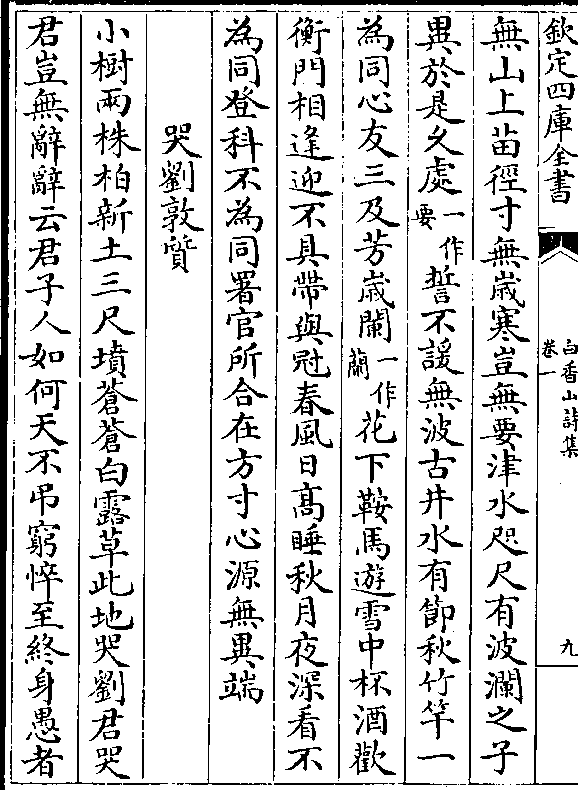 欽定四庫全書
白香山詩集
卷一
九
無山上苗徑寸無歲寒豈無要津水咫尺有波瀾之子
異於是久處一作要誓不諼無波古井水有節秋竹竿一
為同心友三及芳歲闌一作蘭花下鞍馬遊雪中杯酒歡
衡門相逢迎不具帶與冠春風日高睡秋月夜深看不
為同登科不為同署官所合在方寸心源無異端
哭劉敦質
小樹兩株柏新土三尺墳蒼蒼白露草此地哭劉君哭
君豈無辭辭云君子人如何天不弔窮悴至終身愚者